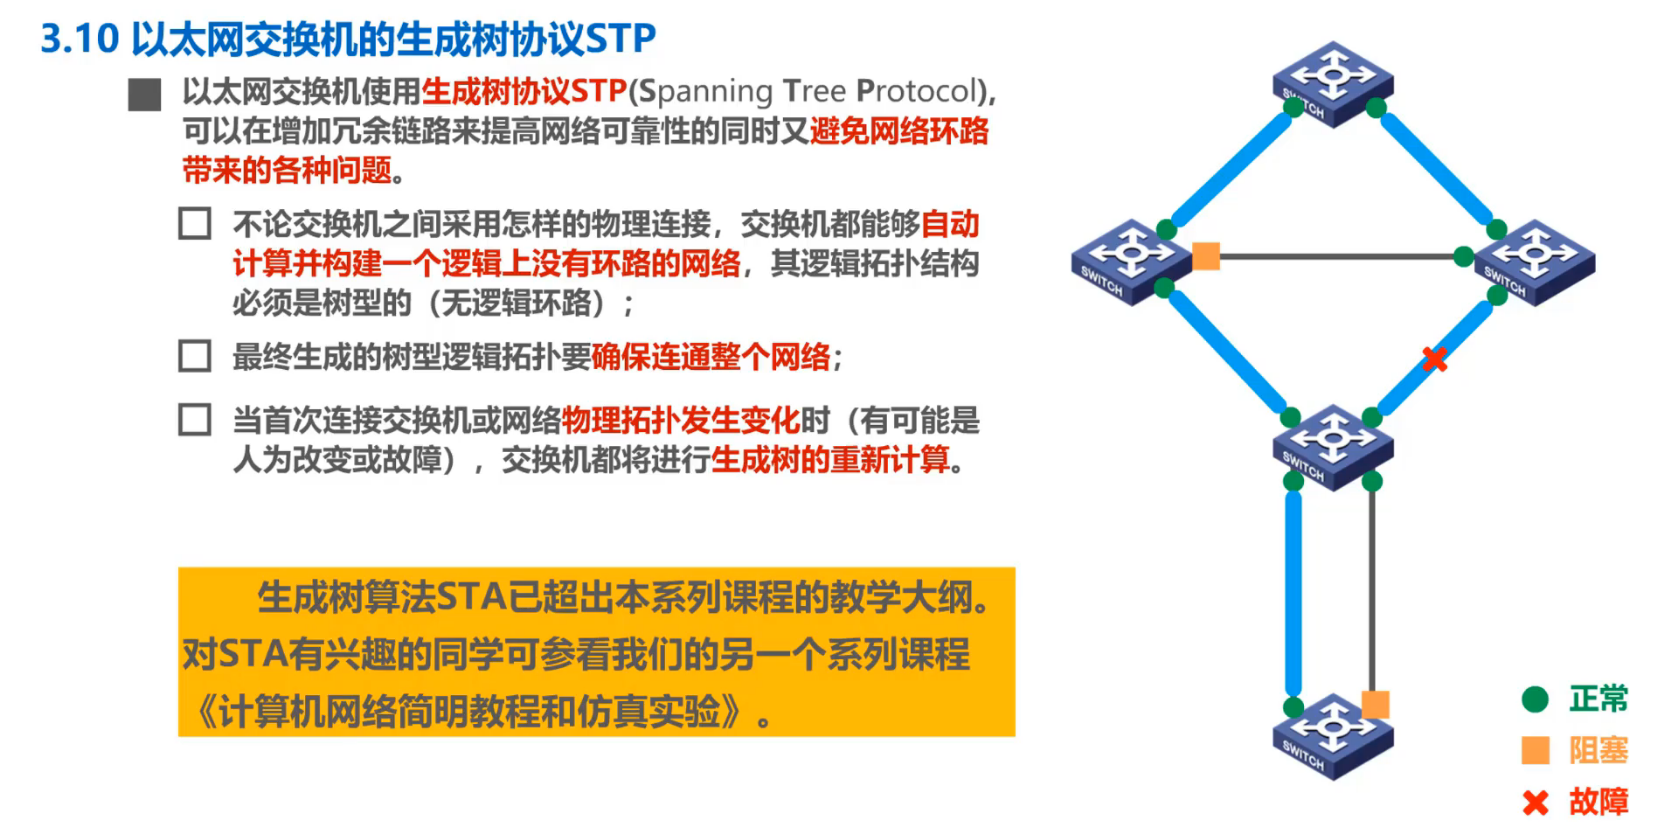 3.10 以太网交换机的生成树协议STP
以太网交换机使用生成树协议STP(Spanning Tree Protocol),
可以在增加冗余链路来提高网络可靠性的同时又避免网络环路
带来的各种问题。
不论交换机之间采用怎样的物理连接，交换机都能够自动
计算并构建一个逻辑上没有环路的网络，其逻辑拓扑结构
必须是树型的（无逻辑环路）；
最终生成的树型逻辑拓扑要确保连通整个网络；
当首次连接交换机或网络物理拓扑发生变化时（有可能是
人为改变或故障），交换机都将进行生成树的重新计算。
生成树算法STA已超出本系列课程的教学大纲。
对STA有兴趣的同学可参看我们的另一个系列课程
《计算机网络简明教程和仿真实验》。
SWITCH
SWITCH
SWITCH
SWITCH
SWITCH
正常
阻塞
故障